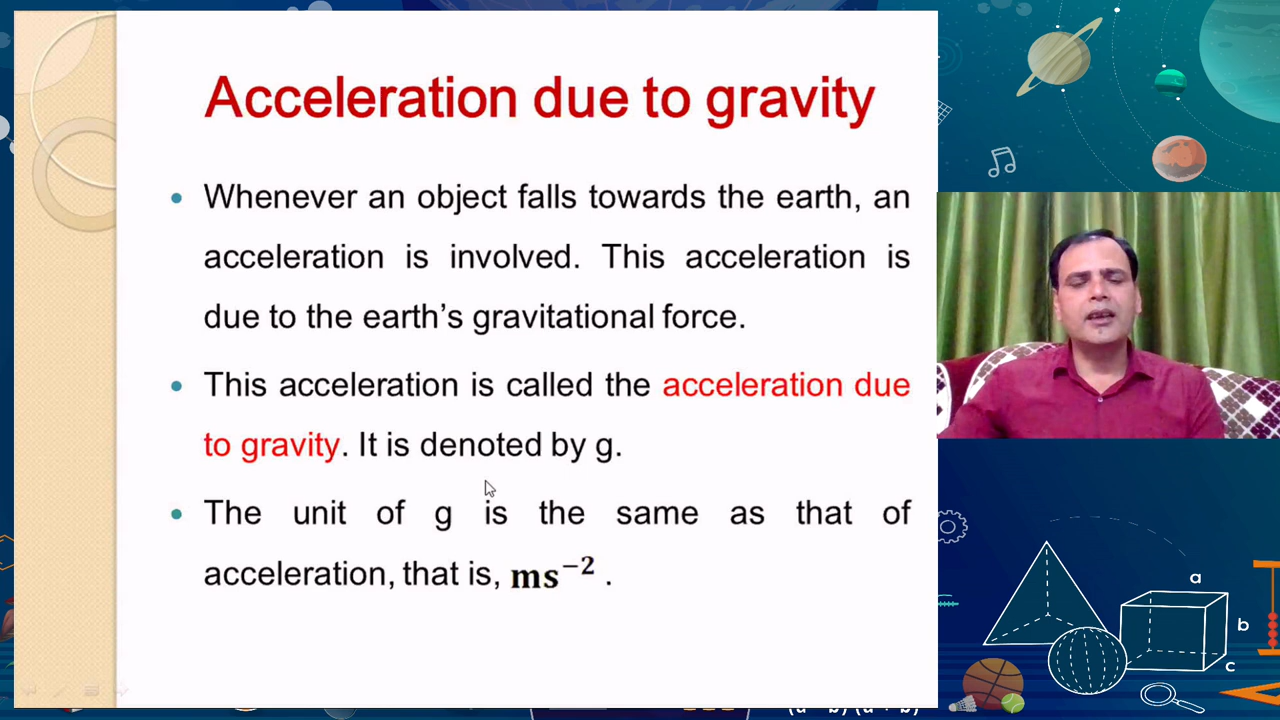 Acceleration due to gravity
• Whenever an object falls towards the earth, an
acceleration is involved. This acceleration is
due to the earth’s gravitational force.
• This acceleration is called the acceleration due
to gravity. It is denoted by g.
• The unit of g is the same as that of
acceleration, that is, ms⁻² .
a
b
c